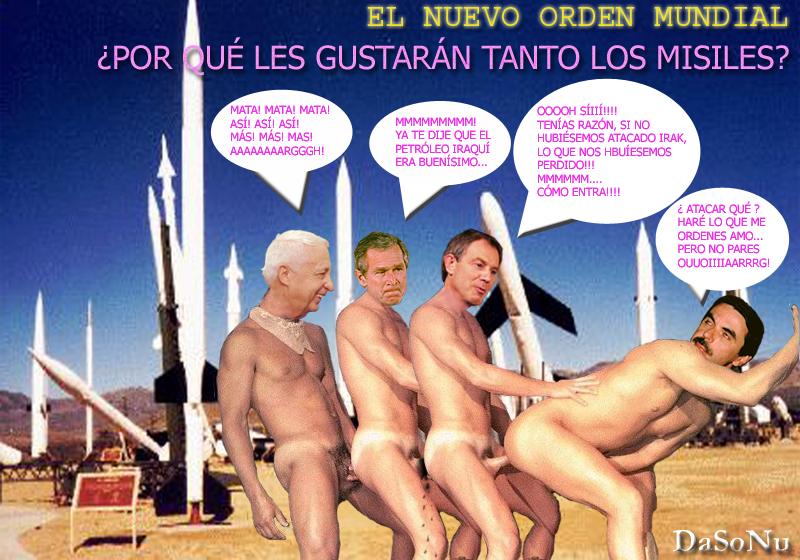 EL NUEVO ORDEN MUNDIAL
¿POR QUÉ LES GUSTARÁN TANTO LOS MISILES?
MATA! MATA! MATA!
ASÍ! ASÍ! ASÍ!
MÁS! MÁS! MAS!
AAAAAAAARGGGH!
MMMMMMMMM!
YA TE DIJE QUE EL
PETRÓLEO IRAQUÍ
ERA BUENÍSIMO...
OOOOH SÍIIÍ!!!!
TENÍAS RAZÓN, SI NO
HUBIÉSEMOS ATACADO IRAK,
LO QUE NOS HBUÍESEMOS
PERDIDO!!!
MMMMMM....
CÓMO ENTRA!!!!
¿ ATACAR QUÉ ?
HARÉ LO QUE ME
ORDENES AMO...
PERO NO PARES
OUUOIIIIAARRRG!
DaSoNu